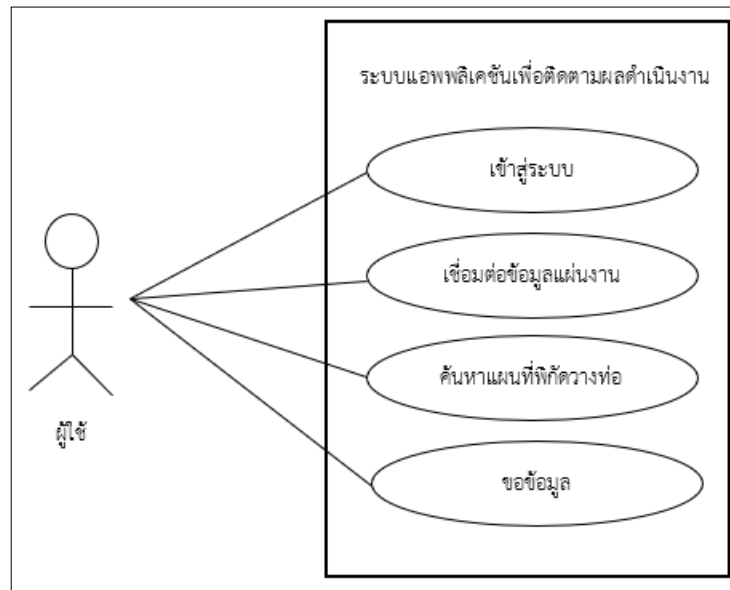 ระบบแอพพลิเคชันเพื่อติดตามผลดำเนินงาน
เข้าสู่ระบบ
เชื่อมต่อข้อมูลแผ่นงาน
ค้นหาแผนที่พิกัดวางท่อ
ขอข้อมูล
ผู้ใช้